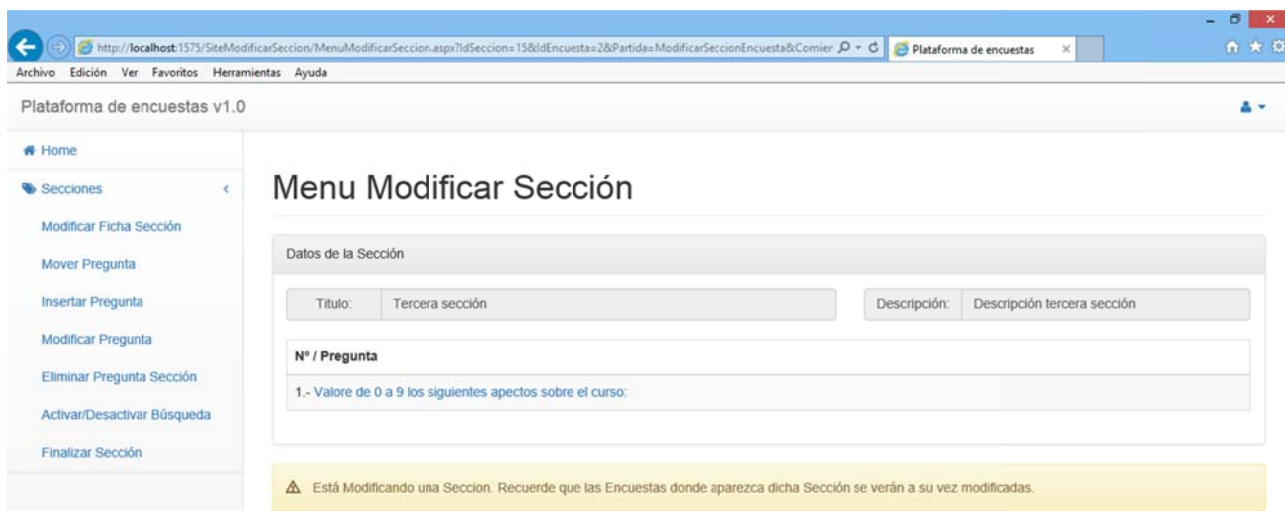 http://localhost:1575/SiteModificarSeccion/MenuModificarSeccion.aspx?IdSeccion=15&IdEncuesta=2&Partida=ModificarSeccionEncuesta&Comier
Plataforma de encuestas
Archivo Edición Ver Favoritos Herramientas Ayuda
Plataforma de encuestas v1.0
Home
Secciones
Modificar Ficha Sección
Mover Pregunta
Insertar Pregunta
Modificar Pregunta
Eliminar Pregunta Sección
Activar/Desactivar Búsqueda
Finalizar Sección
Menu Modificar Sección
Datos de la Sección
Titulo: Tercera sección Descripción: Descripción tercera sección
Nº / Pregunta
1.- Valore de 0 a 9 los siguientes apectos sobre el curso:
Está Modificando una Seccion. Recuerde que las Encuestas donde aparezca dicha Sección se verán a su vez modificadas.